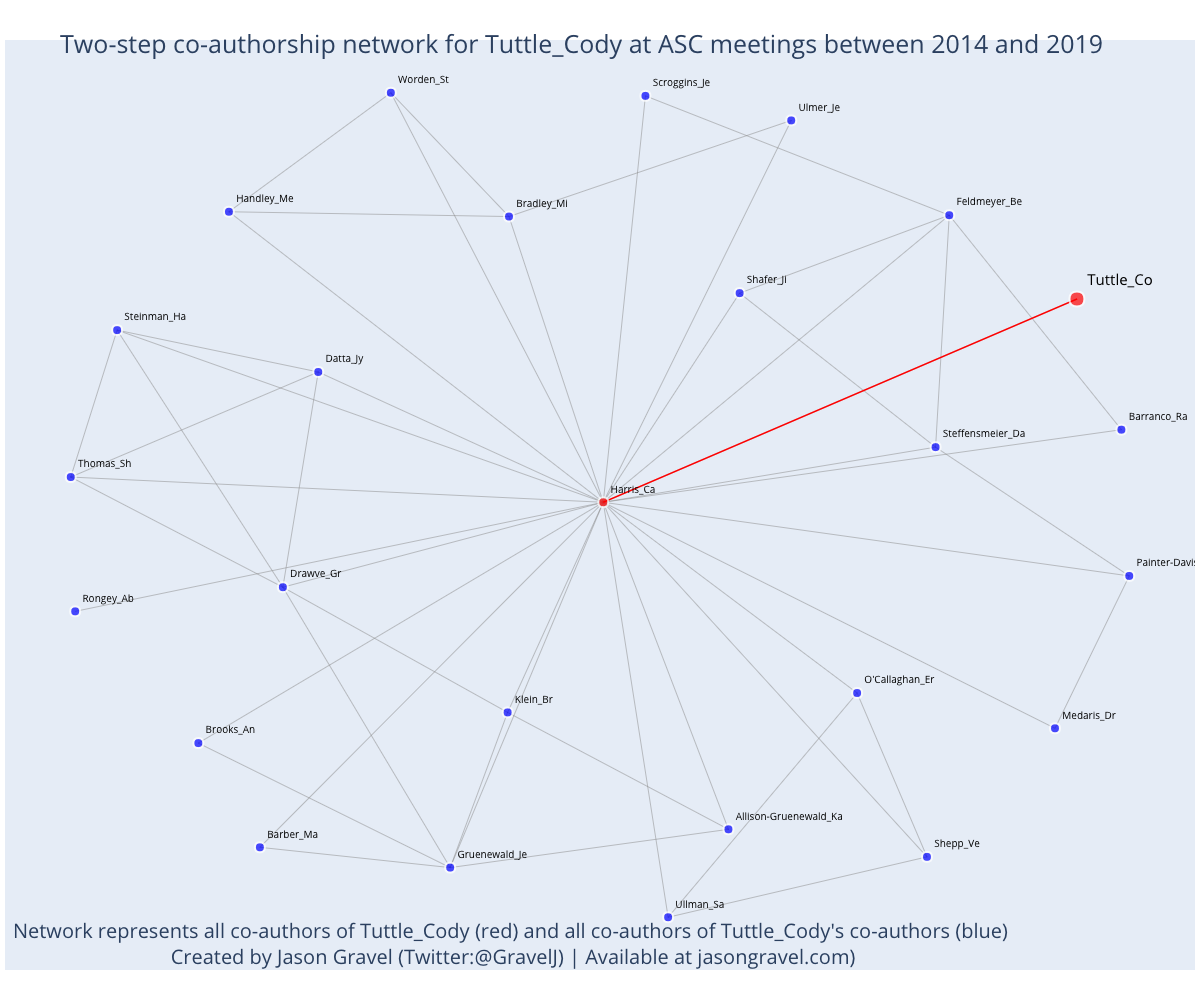 Two-step co-authorship network for Tuttle_Cody at ASC meetings between 2014 and 2019
Worden_St
Scroggins_Je
Ulmer_Je
Handley_Me
Bradley_Mi
Feldmeyer_Be
Shafer_Ji
Tuttle_Co
Steinman_Ha
Datta_Jy
Barranco_Ra
Steffensmeier_Da
Thomas_Sh
Harris_Ca
Painter-Davis
Drawve_Gr
Rongey_Ab
O'Callaghan_Er
Klein_Br
Medaris_Dr
Brooks_An
Allison-Gruenewald_Ka
Barber_Ma
Shepp_Ve
Gruenewald_Je
Ullman_Sa
Network represents all co-authors of Tuttle_Cody (red) and all co-authors of Tuttle_Cody's co-authors (blue)
Created by Jason Gravel (Twitter:@GravelJ) | Available at jasongravel.com)